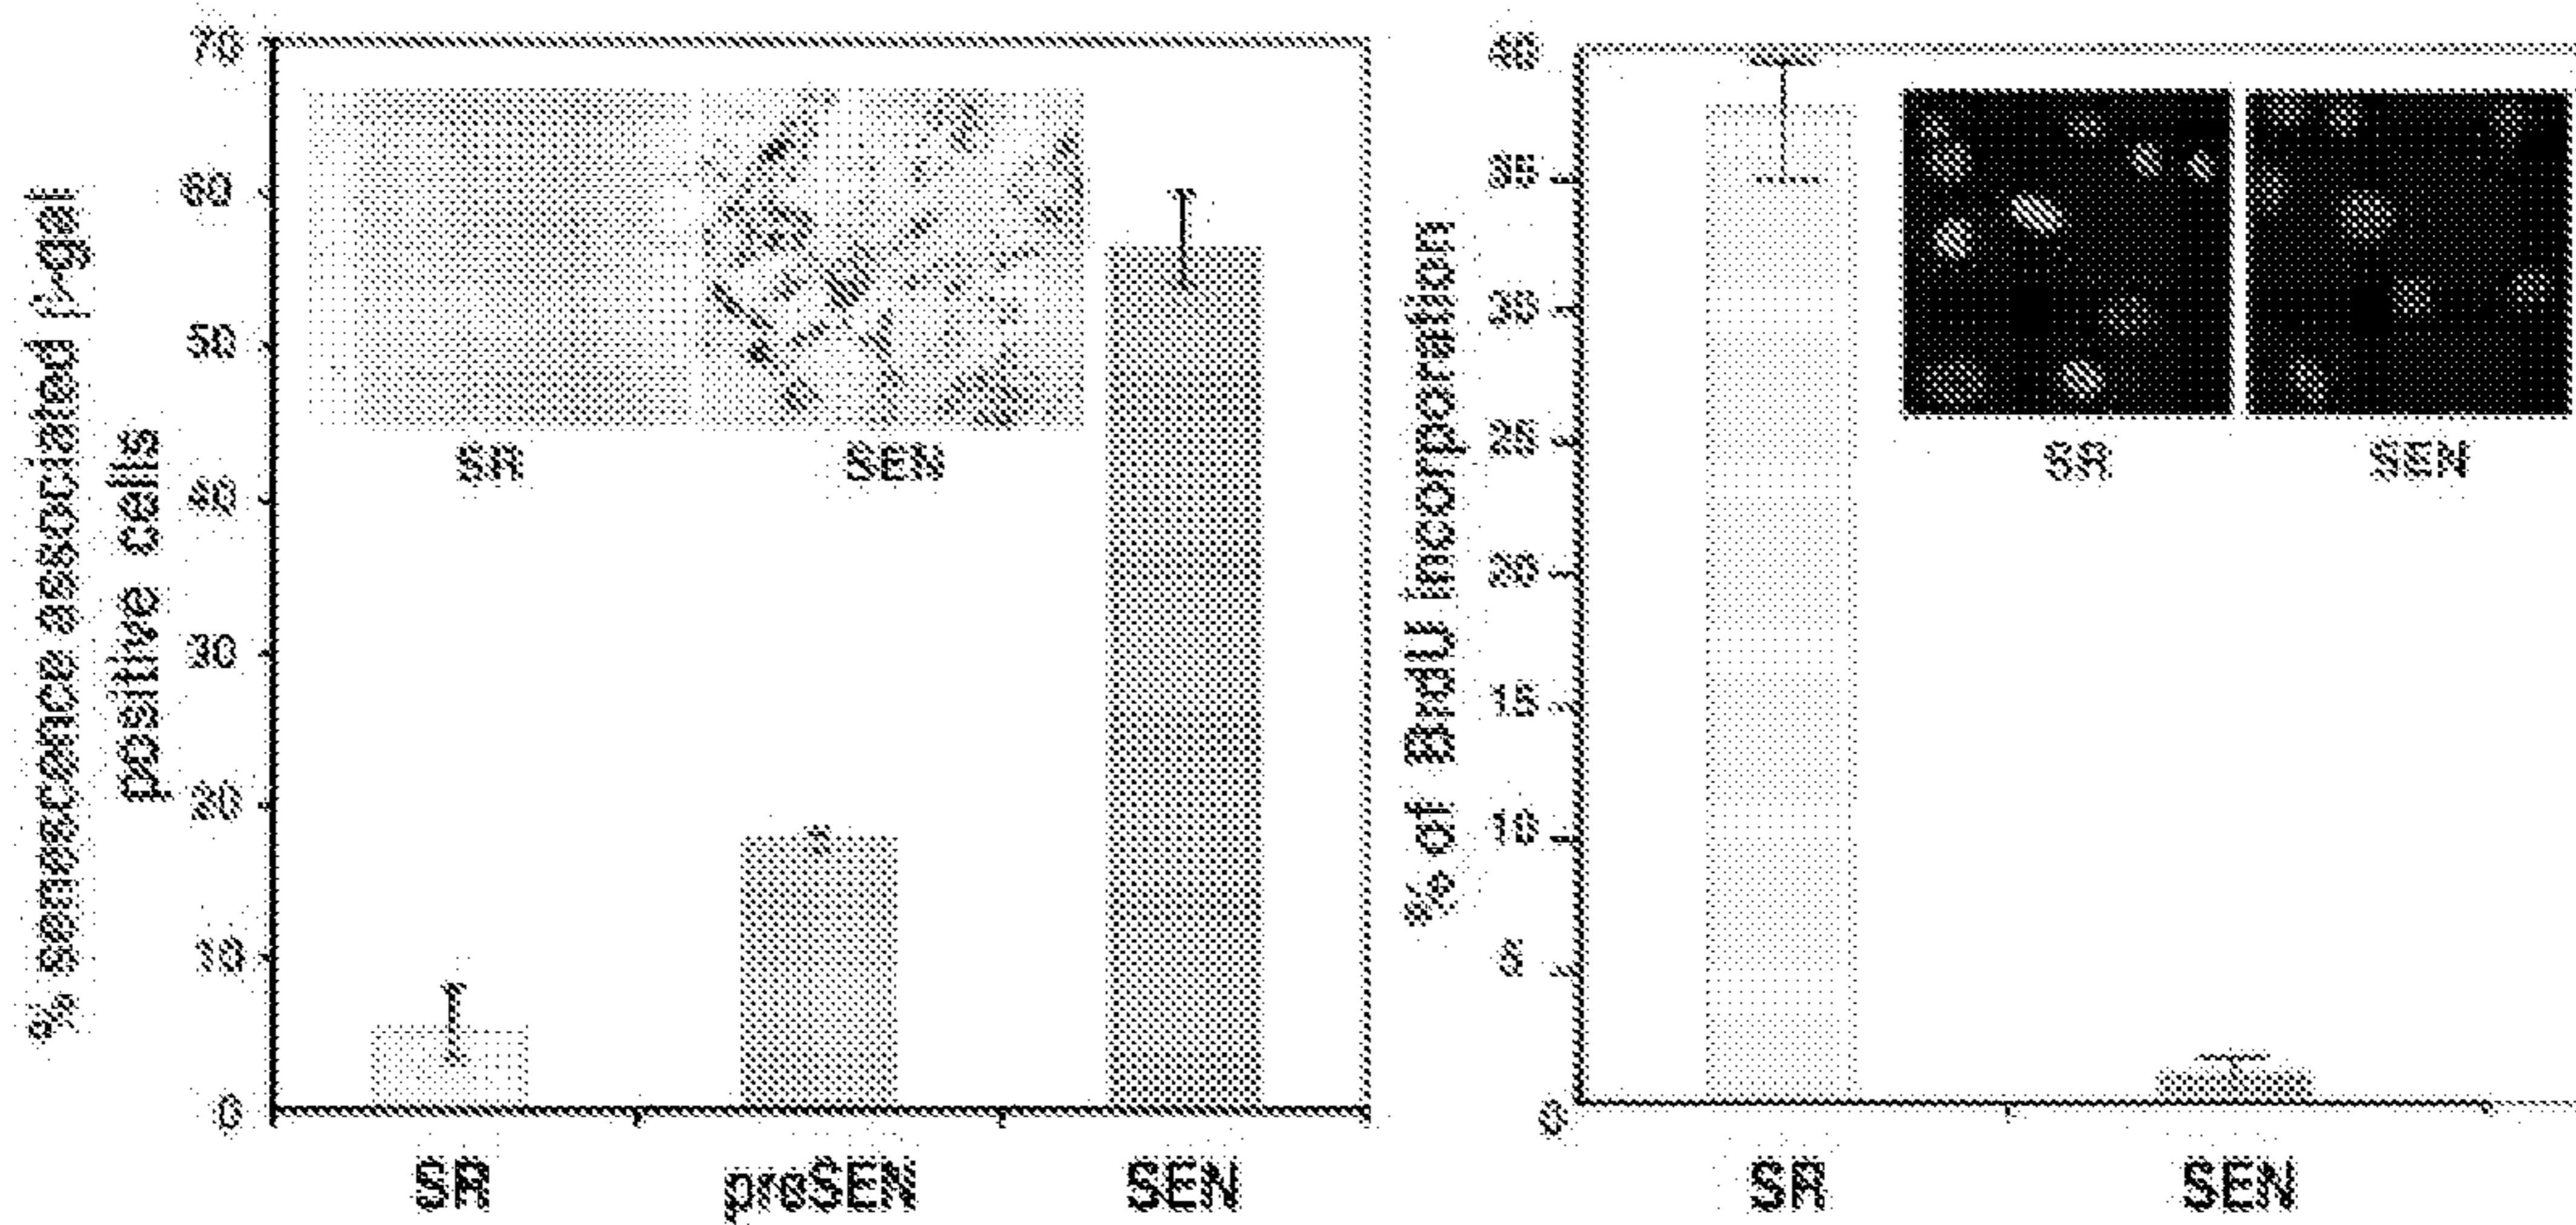 % senescence associated β-gal
positive cells
70
60
50
40
30
20
10
0
SR
SEN
SR
preSEN
SEN
% of BrdU incorporation
40
35
30
25
20
15
10
5
0
SR
SEN
SR
SEN